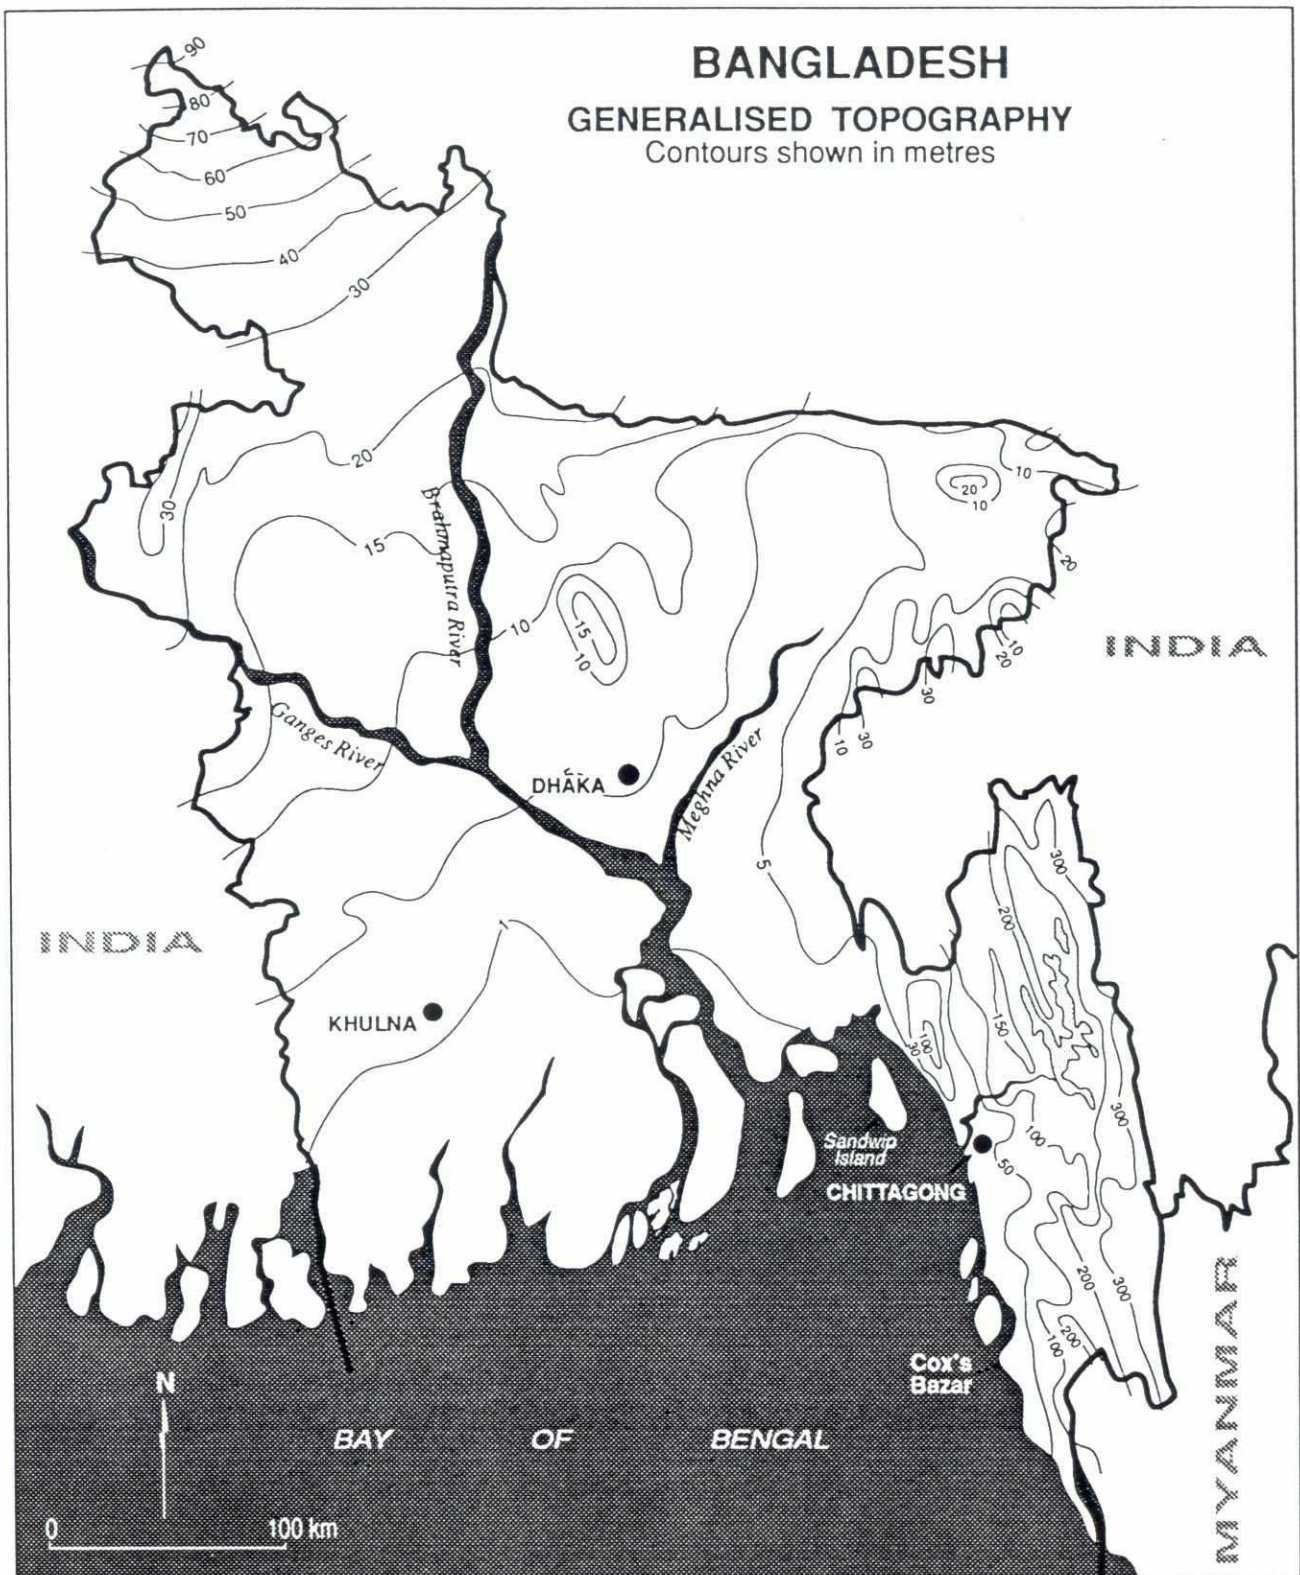 BANGLADESH
GENERALISED TOPOGRAPHY
Contours shown in metres
90
80
70
60
50
40
30
20
30
15
10
15
10
20
10
10
20
10
20
30
30
10
5
1
Brahmaputra River
Ganges River
Meghna River
DHAKA
KHULNA
INDIA
INDIA
300
200
150
100
30
300
100
50
200
300
200
100
Sandwip
Island
CHITTAGONG
Cox's
Bazar
MYANMAR
N
BAY OF BENGAL
0 100 km